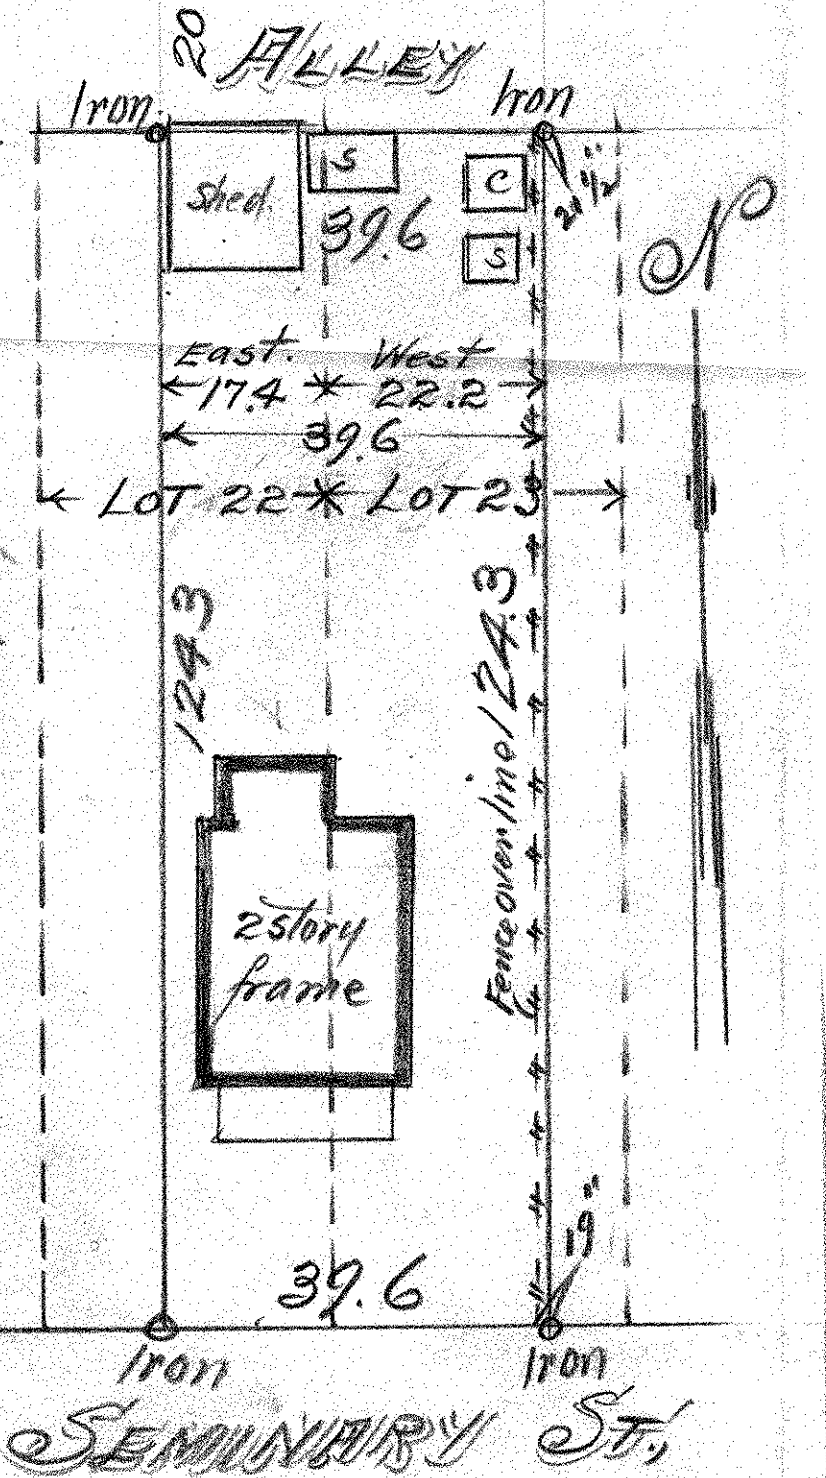 20 ALLEY
Iron. Iron
Shed. S C
39.6 21 1/2"
S
N
East. West
17.4 22.2
39.6
LOT 22 LOT 23
124.3
Fence over line 124.3
2 story
frame
19"
39.6
Iron Iron
SEMINARY ST.,